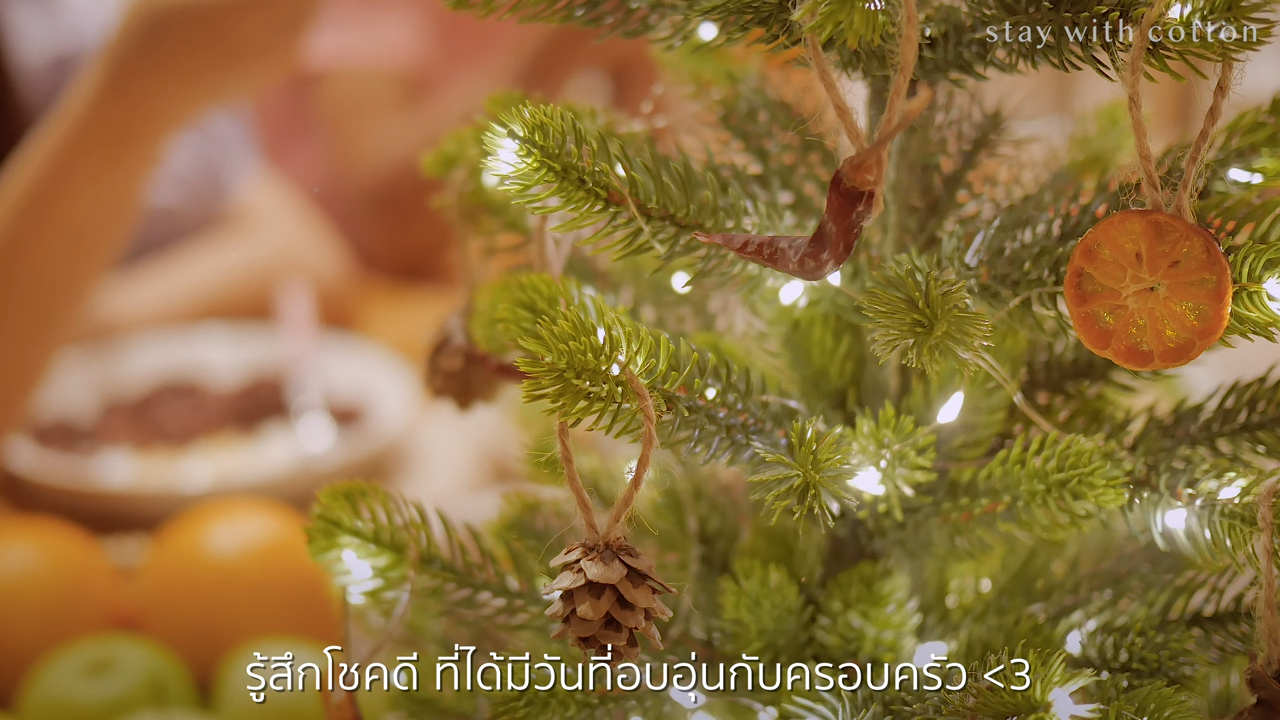 stay with cotton
รู้สึกโชคดี ที่ได้มีวันที่อบอุ่นกับครอบครัว <3